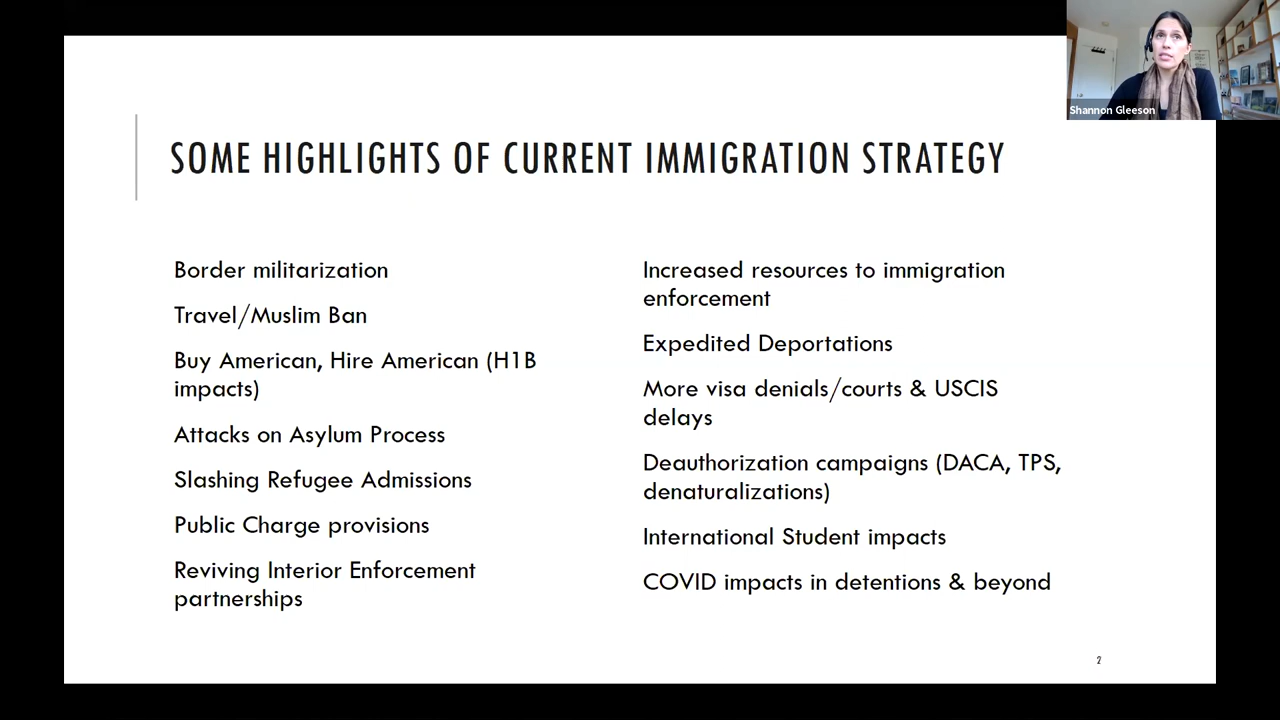 Shannon Gleeson
SOME HIGHLIGHTS OF CURRENT IMMIGRATION STRATEGY
Border militarization
Travel/Muslim Ban
Buy American, Hire American (H1B
impacts)
Attacks on Asylum Process
Slashing Refugee Admissions
Public Charge provisions
Reviving Interior Enforcement
partnerships
Increased resources to immigration
enforcement
Expedited Deportations
More visa denials/courts & USCIS
delays
Deauthorization campaigns (DACA, TPS,
denaturalizations)
International Student impacts
COVID impacts in detentions & beyond
2